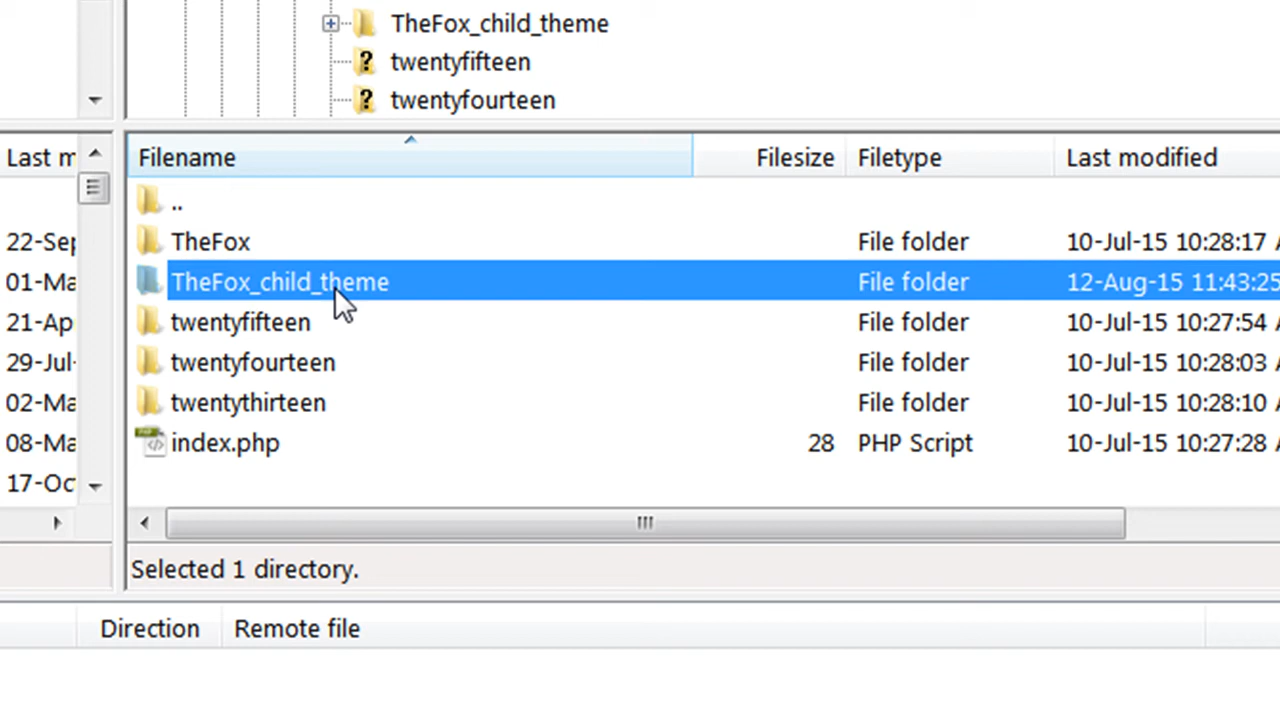 TheFox_child_theme
twentyfifteen
twentyfourteen
Last m Filename Filesize Filetype Last modified
..
22-Sep TheFox File folder 10-Jul-15 10:28:17
01-Ma TheFox_child_theme File folder 12-Aug-15 11:43:25
21-Ap twentyfifteen File folder 10-Jul-15 10:27:54 A
29-Jul- twentyfourteen File folder 10-Jul-15 10:28:03 A
02-Ma twentythirteen File folder 10-Jul-15 10:28:10 A
08-Ma index.php 28 PHP Script 10-Jul-15 10:27:28 A
17-Oc
Selected 1 directory.
Direction Remote file